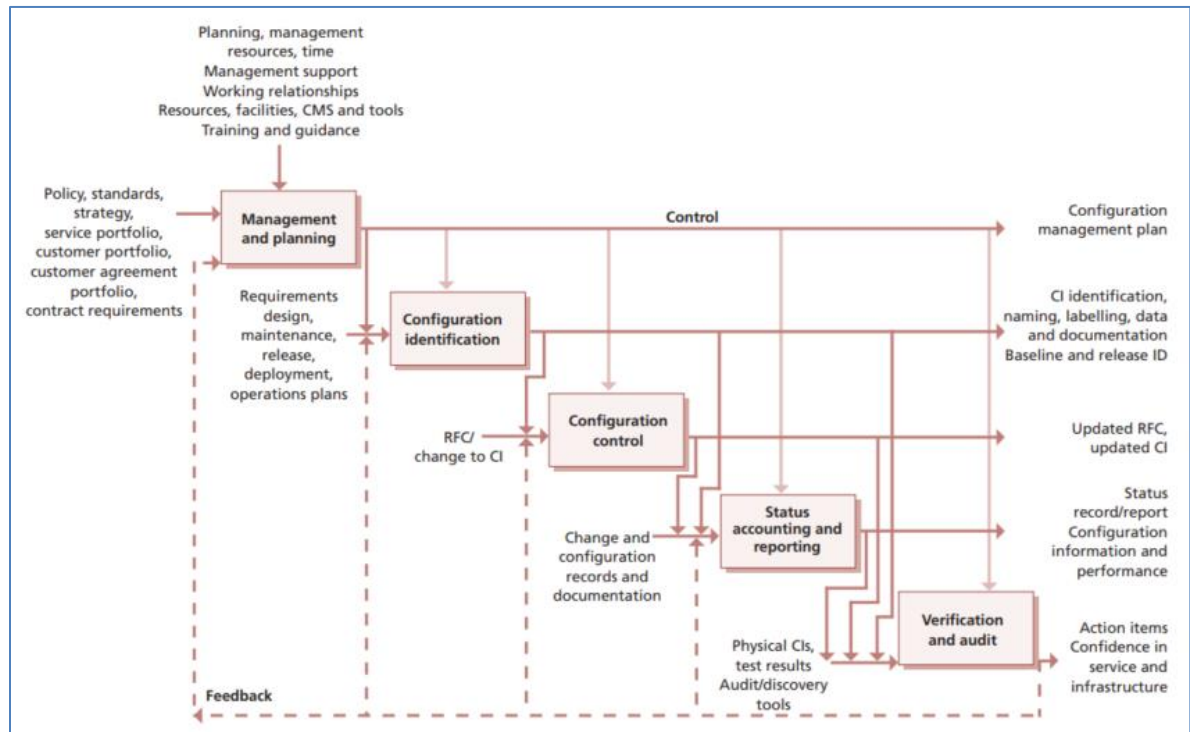 Planning, management
resources, time
Management support
Working relationships
Resources, facilities, CMS and tools
Training and guidance
Policy, standards,
strategy,
service portfolio,
customer portfolio,
customer agreement
portfolio,
contract requirements
Management
and planning
Control
Configuration
management plan
Requirements
design,
maintenance,
release,
deployment,
operations plans
Configuration
identification
CI identification,
naming, labelling, data
and documentation
Baseline and release ID
RFC/
change to CI
Configuration
control
Updated RFC,
updated CI
Change and
configuration
records and
documentation
Status
accounting and
reporting
Status
record/report
Configuration
information and
performance
Physical CIs,
test results
Audit/discovery
tools
Verification
and audit
Action items
Confidence in
service and
infrastructure
Feedback